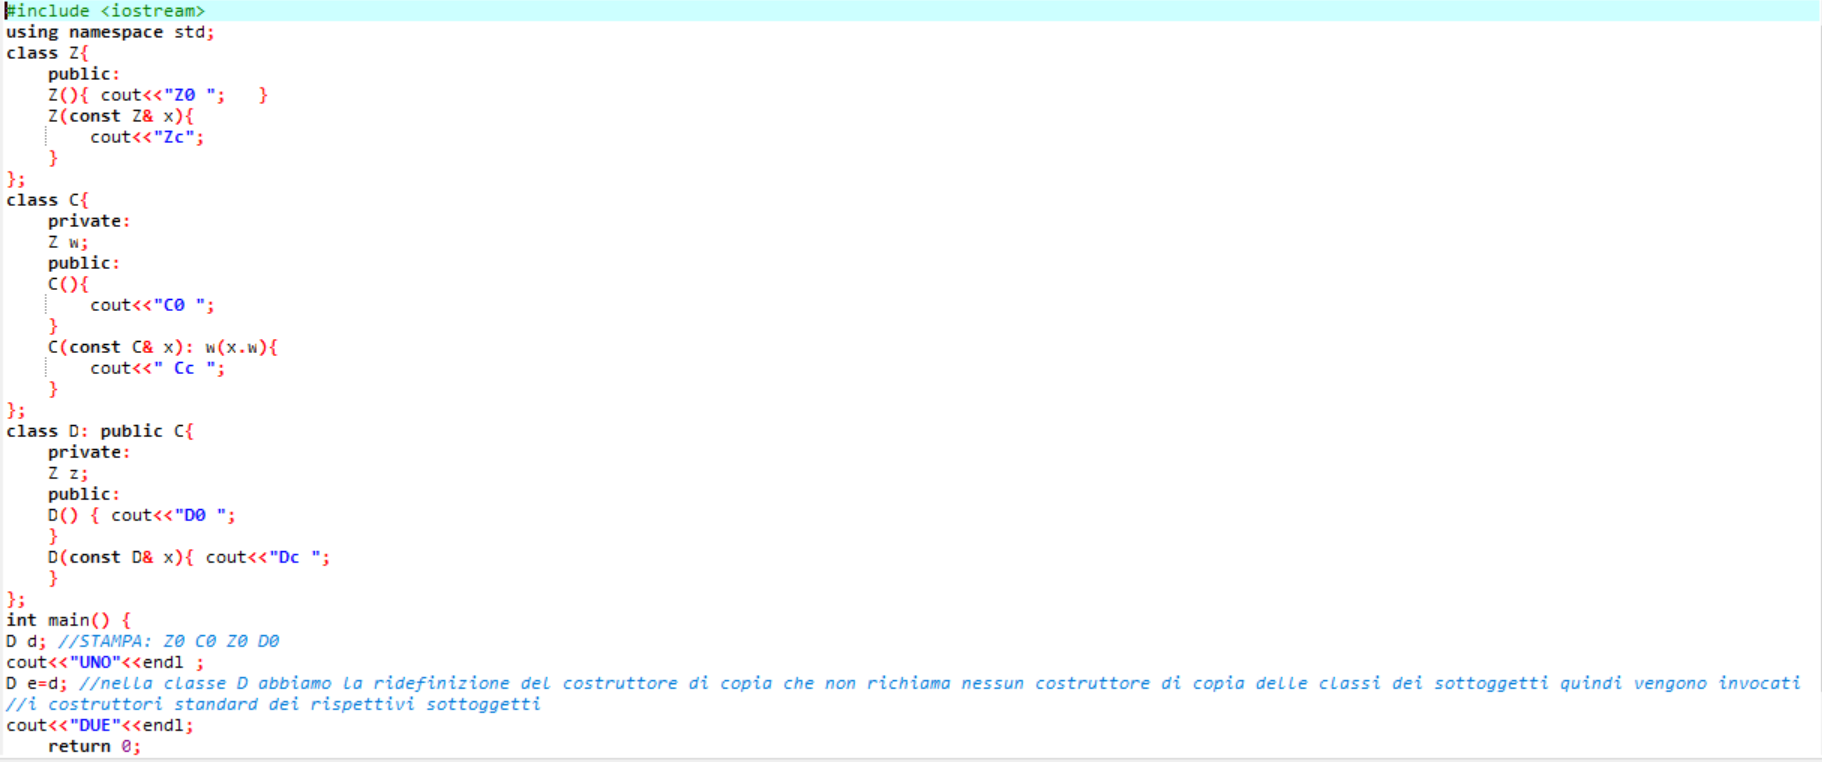 #include <iostream>
using namespace std;
class Z{
    public:
    Z(){ cout<<"Z0 ";   }
    Z(const Z& x){
        cout<<"Zc";
    }
};
class C{
    private:
    Z w;
    public:
    C(){
        cout<<"C0 ";
    }
    C(const C& x): w(x.w){
        cout<<" Cc ";
    }
};
class D: public C{
    private:
    Z z;
    public:
    D() { cout<<"D0 ";
    }
    D(const D& x){ cout<<"Dc ";
    }
};
int main() {
D d; //STAMPA: Z0 C0 Z0 D0
cout<<"UNO"<<endl ;
D e=d; //nella classe D abbiamo la ridefinizione del costruttore di copia che non richiama nessun costruttore di copia delle classi dei sottoggetti quindi vengono invocati
//i costruttori standard dei rispettivi sottoggetti
cout<<"DUE"<<endl;
    return 0;